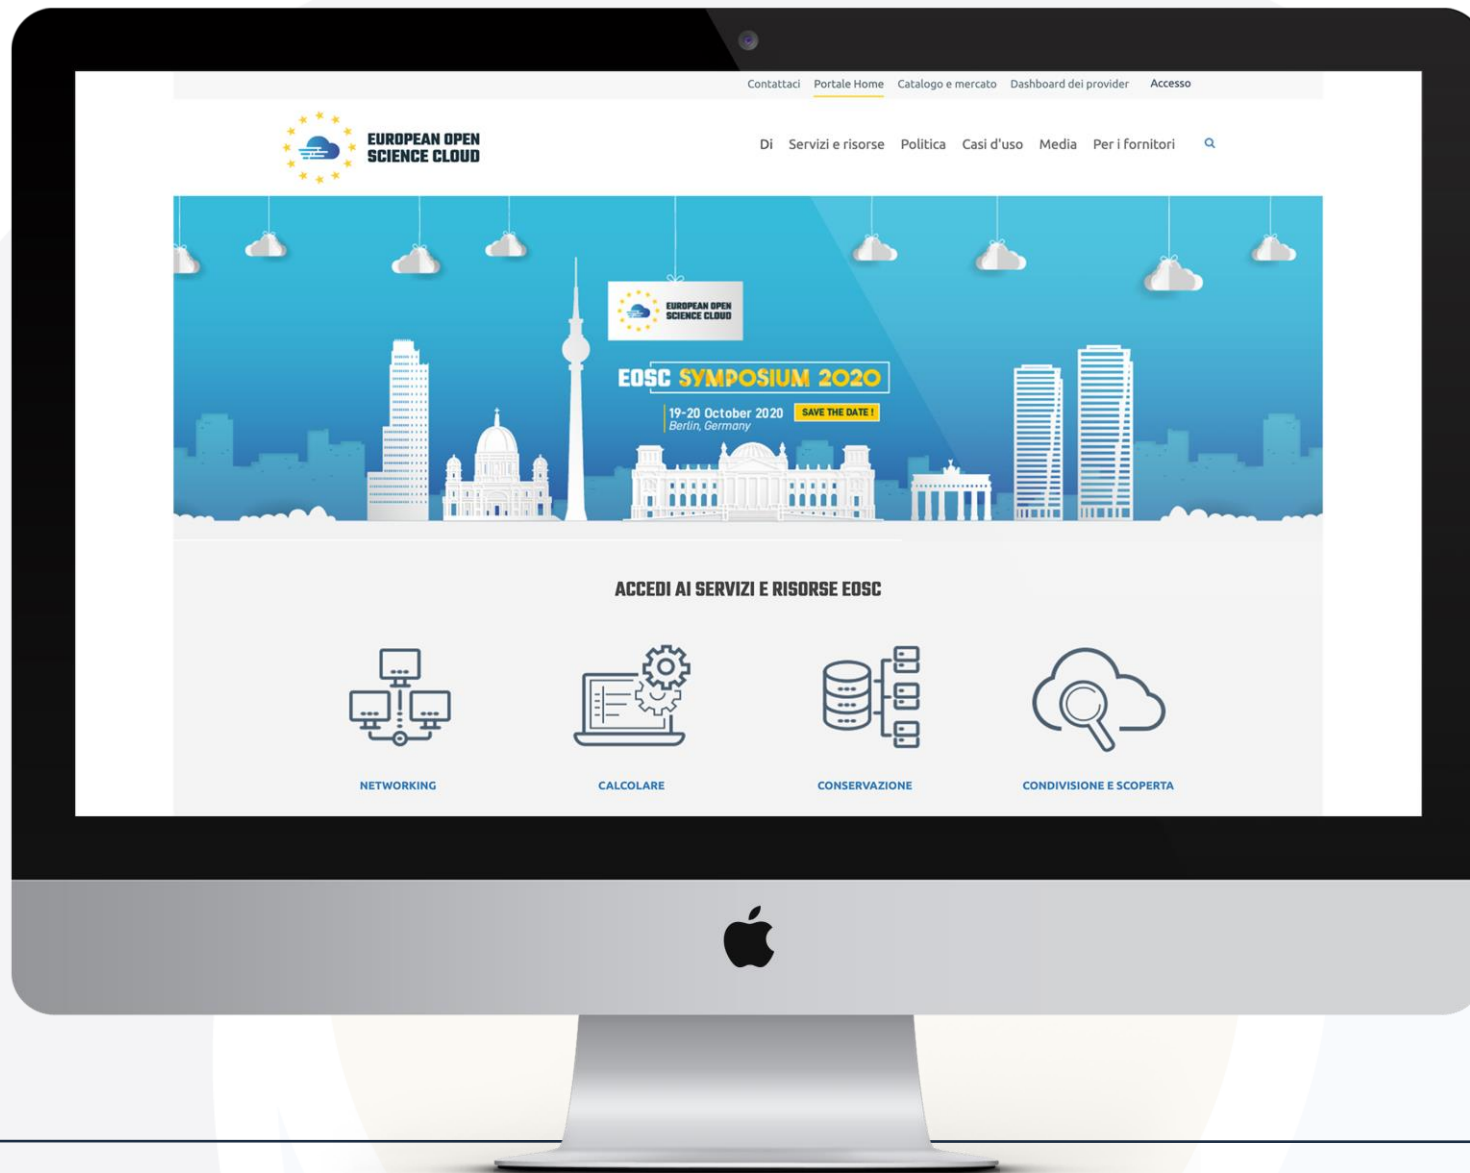 Contattaci Portale Home Catalogo e mercato Dashboard dei provider Accesso
EUROPEAN OPEN
SCIENCE CLOUD
Di Servizi e risorse Politica Casi d'uso Media Per i fornitori
EUROPEAN OPEN
SCIENCE CLOUD
EOSC SYMPOSIUM 2020
19-20 October 2020 SAVE THE DATE !
Berlin, Germany
ACCEDI AI SERVIZI E RISORSE EOSC
NETWORKING CALCOLARE CONSERVAZIONE CONDIVISIONE E SCOPERTA